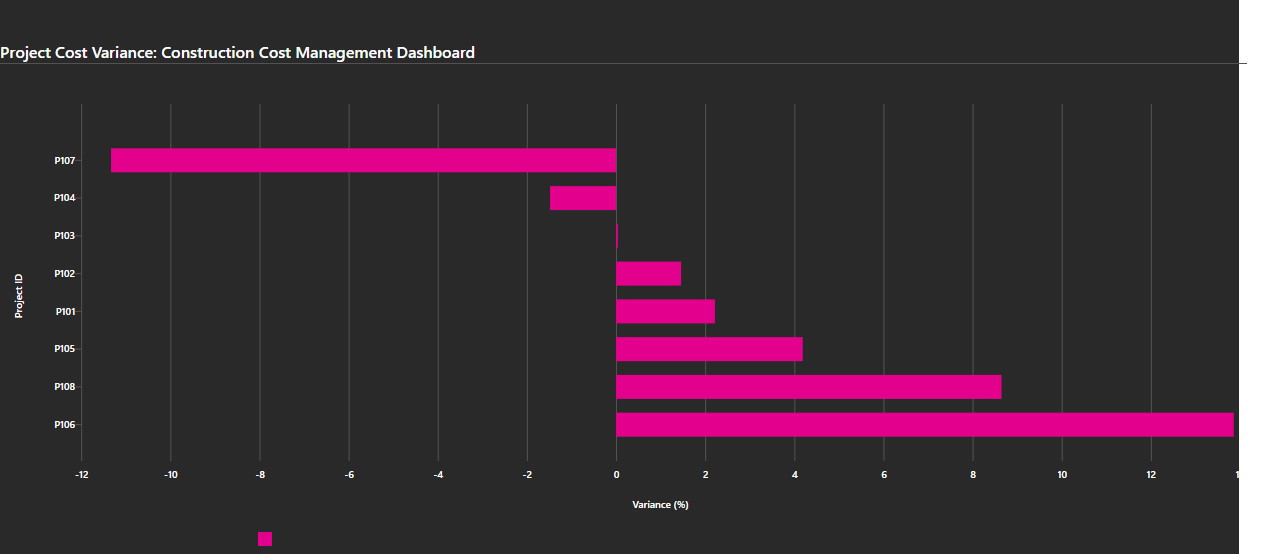 Project Cost Variance: Construction Cost Management Dashboard
P107
P104
P103
P102
P101
P105
P108
P106
Project ID
-12 -10 -8 -6 -4 -2 0 2 4 6 8 10 12
Variance (%)